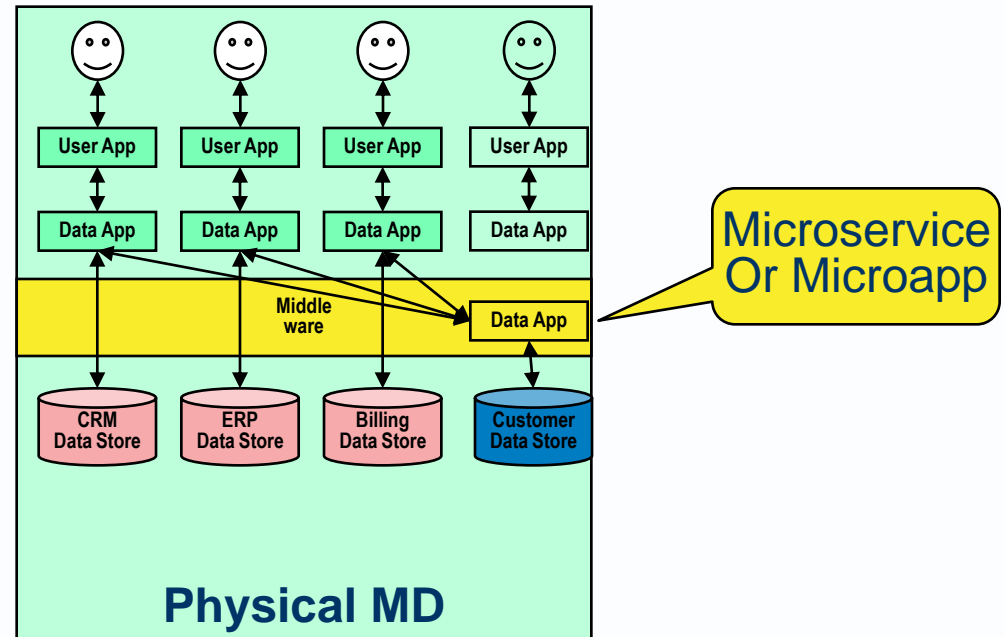 User App
User App
User App
User App
Data App
Data App
Data App
Data App
Microservice
Or Microapp
Middle
ware
Data App
CRM
Data Store
ERP
Data Store
Billing
Data Store
Customer
Data Store
Physical MD